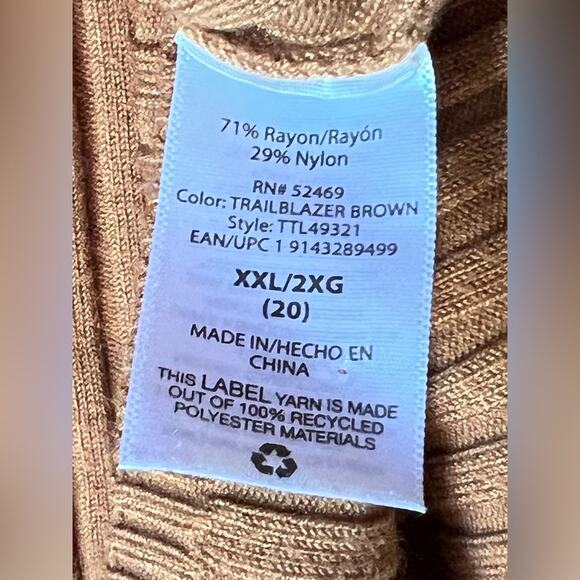 71% Rayon/Rayón
29% Nylon
RN# 52469
Color: TRAILBLAZER BROWN
Style: TTL49321
EAN/UPC 1 9143289499
XXL/2XG
(20)
MADE IN/HECHO EN
CHINA
THIS LABEL YARN IS MADE
OUT OF 100% RECYCLED
POLYESTER MATERIALS